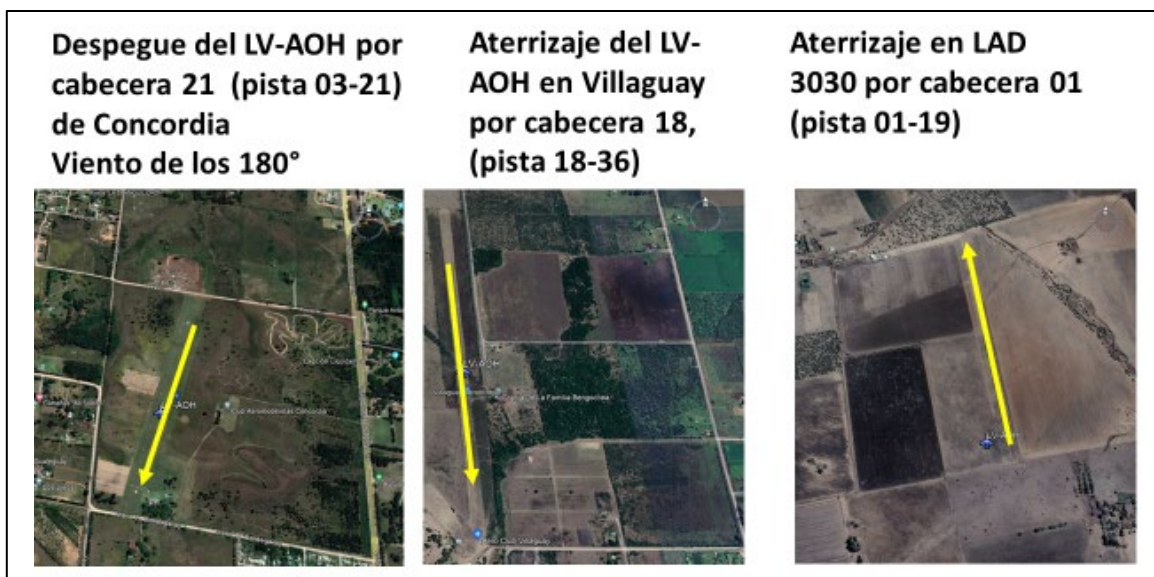 Despegue del LV-AOH por
cabecera 21 (pista 03-21)
de Concordia
Viento de los 180°
Aterrizaje del LV-
AOH en Villaguay
por cabecera 18,
(pista 18-36)
Aterrizaje en LAD
3030 por cabecera 01
(pista 01-19)
LV-AOH